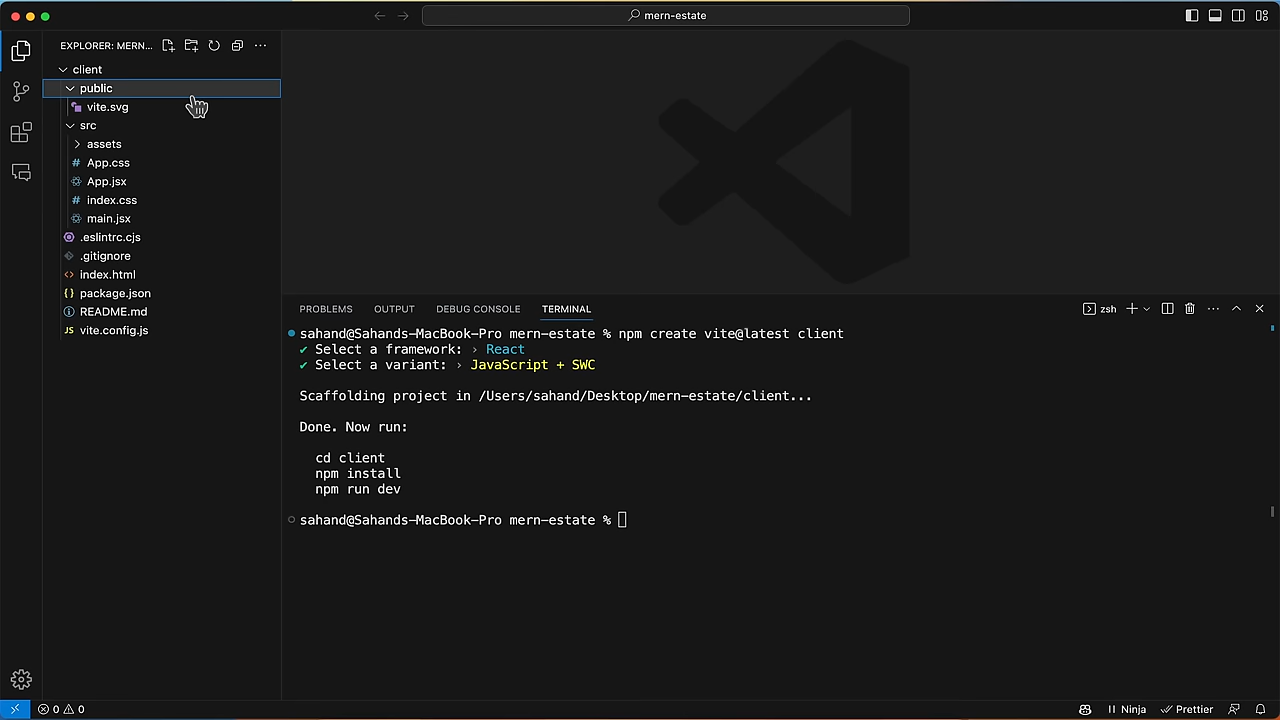 mern-estate
EXPLORER: MERN...
client
public
vite.svg
src
assets
# App.css
App.jsx
# index.css
main.jsx
.eslintrc.cjs
.gitignore
<> index.html
{} package.json
README.md
JS vite.config.js
PROBLEMS OUTPUT DEBUG CONSOLE TERMINAL
zsh
sahand@Sahands-MacBook-Pro mern-estate % npm create vite@latest client
✔ Select a framework: › React
✔ Select a variant: › JavaScript + SWC
Scaffolding project in /Users/sahand/Desktop/mern-estate/client...
Done. Now run:
cd client
npm install
npm run dev
sahand@Sahands-MacBook-Pro mern-estate %
0 0
Ninja
Prettier